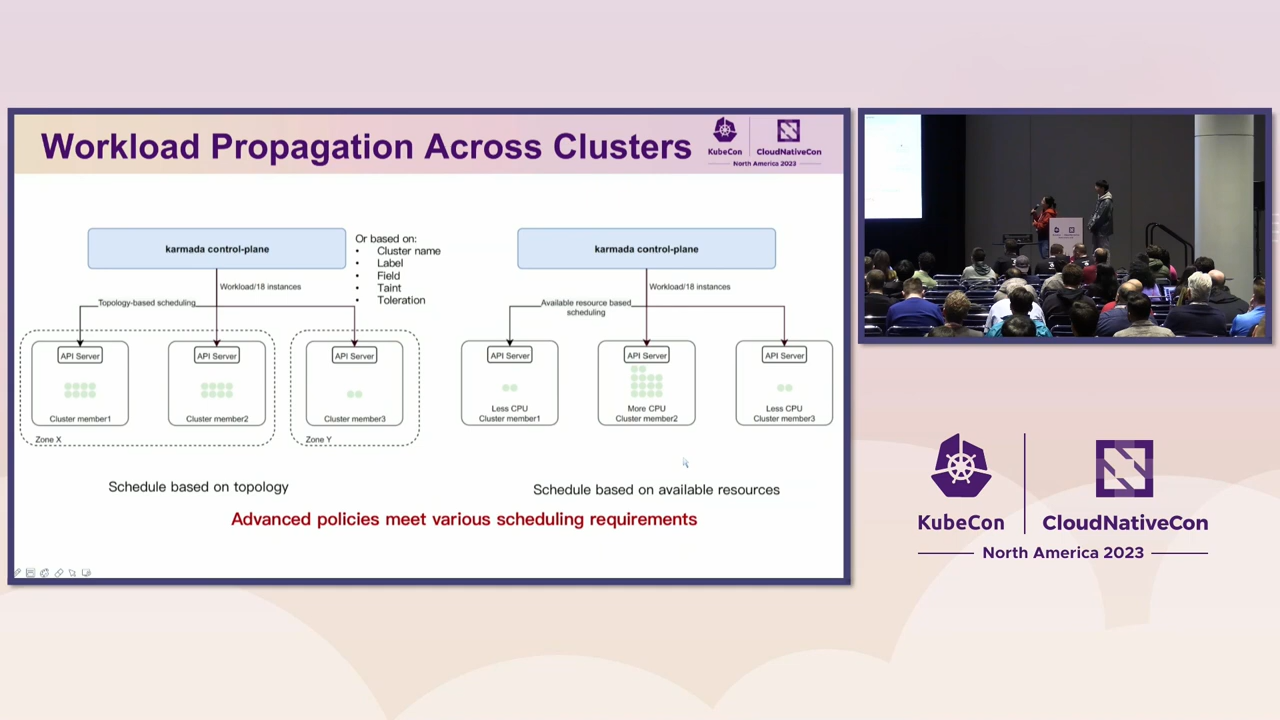 Workload Propagation Across Clusters
KubeCon
CloudNativeCon
North America 2023
karmada control-plane
Or based on:
• Cluster name
• Label
• Field
• Taint
• Toleration
Workload/18 instances
Topology-based scheduling
API Server
Cluster member1
API Server
Cluster member2
API Server
Cluster member3
Zone X
Zone Y
Schedule based on topology
karmada control-plane
Workload/18 instances
Available resource based
scheduling
API Server
Less CPU
Cluster member1
API Server
More CPU
Cluster member2
API Server
Less CPU
Cluster member3
Schedule based on available resources
Advanced policies meet various scheduling requirements
KubeCon
CloudNativeCon
North America 2023